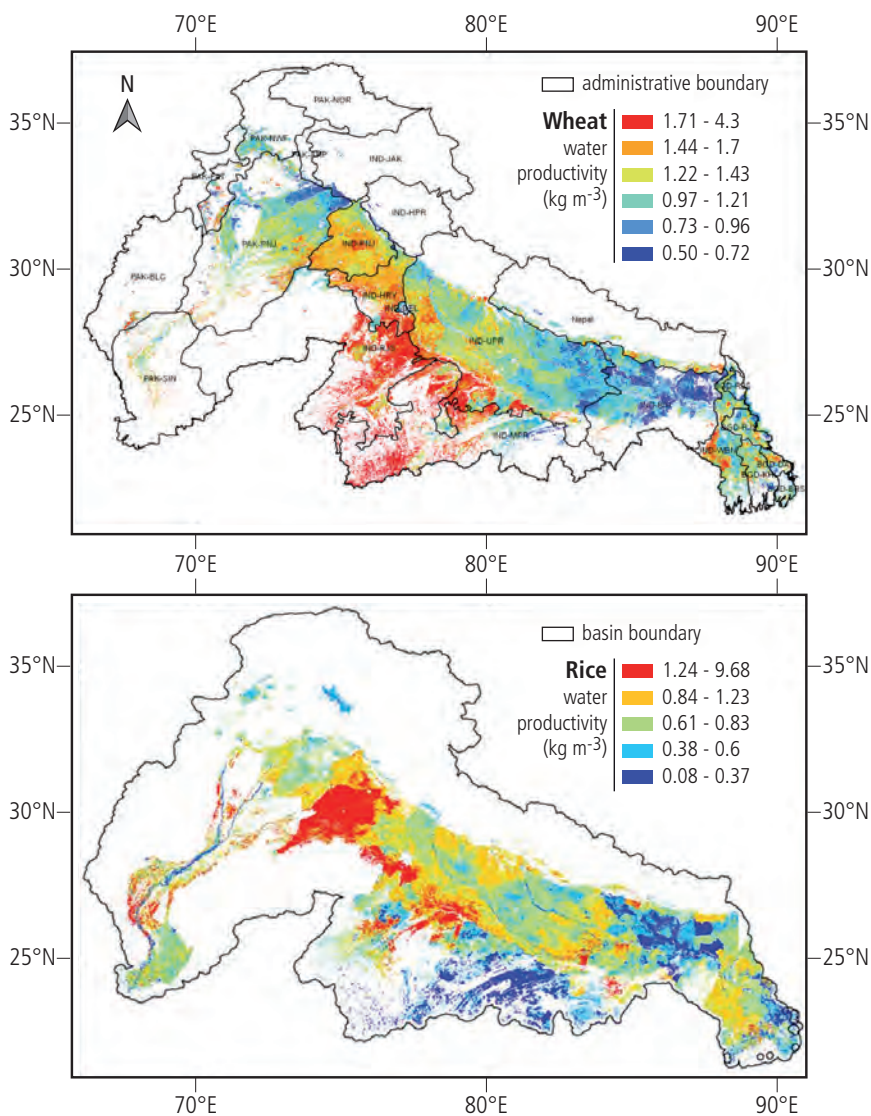 70°E 80°E 90°E
N
administrative boundary
35°N 35°N
Wheat
water
productivity
(kg m-3)
1.71 - 4.3
1.44 - 1.7
1.22 - 1.43
0.97 - 1.21
0.73 - 0.96
0.50 - 0.72
PAK-NOR
PAK-NWF
IND-JAK
IND-HPR
PAK-PNJ
IND-PNJ
30°N 30°N
PAK-BLG
IND-HRY
Nepal
IND-UPR
PAK-SIN
25°N 25°N
IND-MPR
70°E 80°E 90°E
basin boundary
35°N 35°N
Rice
water
productivity
(kg m-3)
1.24 - 9.68
0.84 - 1.23
0.61 - 0.83
0.38 - 0.6
0.08 - 0.37
30°N 30°N
25°N 25°N
70°E 80°E 90°E